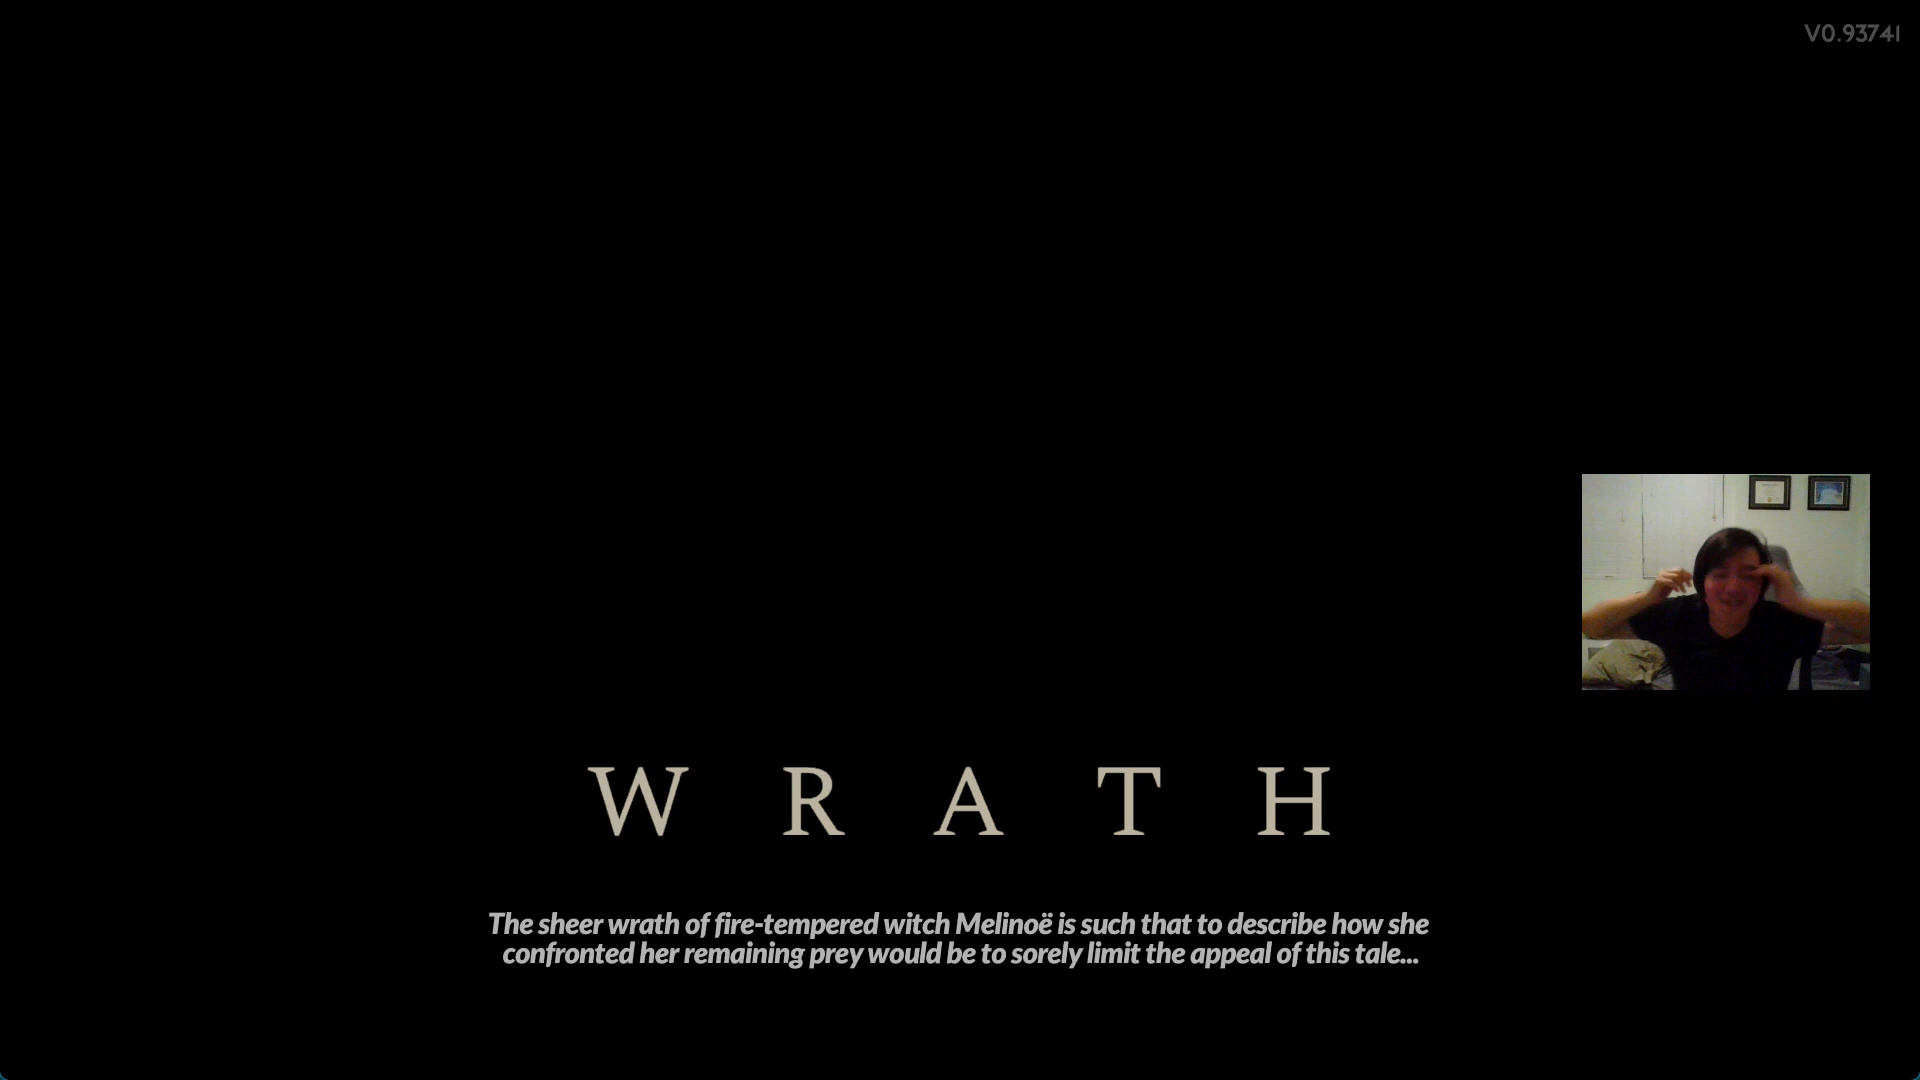 V0.93741
W R A T H
The sheer wrath of fire-tempered witch Melinoë is such that to describe how she
confronted her remaining prey would be to sorely limit the appeal of this tale...